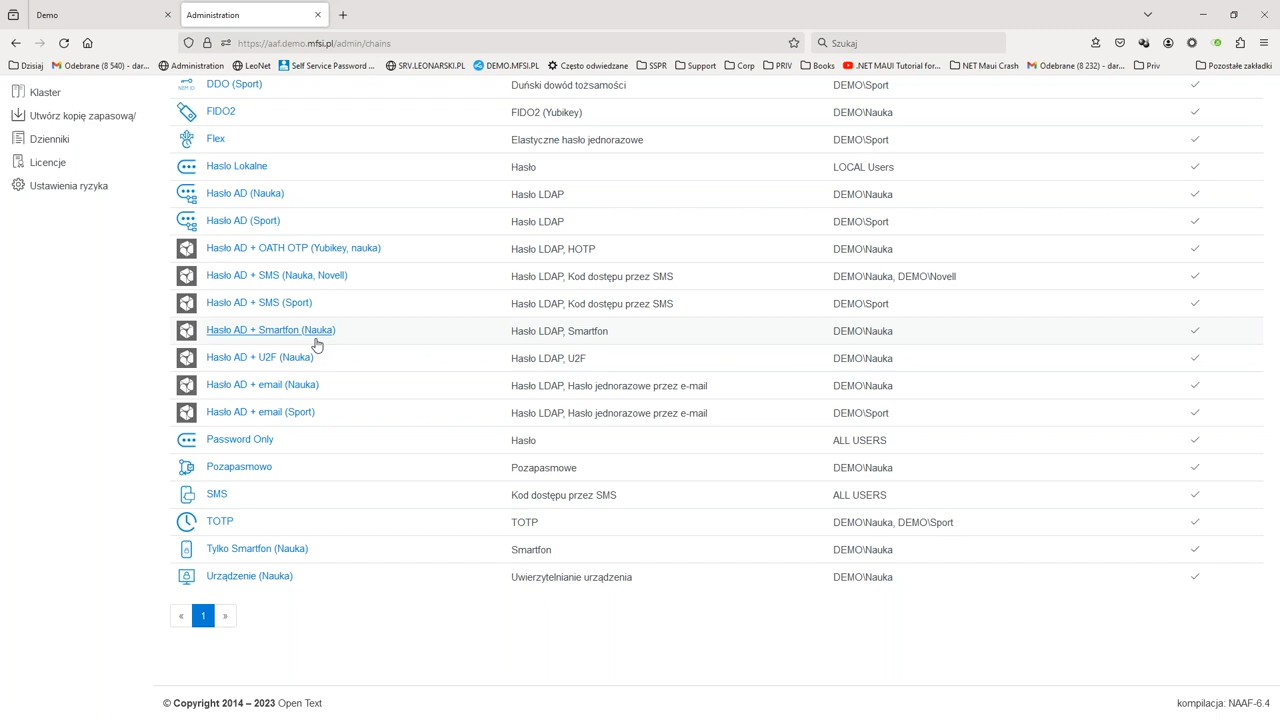 Demo
Administration
https://aaf.demo.mfsi.pl/admin/chains
Szukaj
Dzisiaj Odebrane (8 540) - dar... Administration LeoNet Self Service Password ... SRV.LEONARSKI.PL DEMO.MFSI.PL Często odwiedzane SSPR Support Corp PRIV Books .NET MAUI Tutorial for... NET Maui Crash Odebrane (8 232) - dar... Priv Pozostałe zakładki
Klaster
Utwórz kopię zapasową/
Dzienniki
Licencje
Ustawienia ryzyka
DDO (Sport) Duński dowód tożsamości DEMO\Sport
FIDO2 FIDO2 (Yubikey) DEMO\Nauka
Flex Elastyczne hasło jednorazowe DEMO\Sport
Haslo Lokalne Hasło LOCAL Users
Hasło AD (Nauka) Hasło LDAP DEMO\Nauka
Hasło AD (Sport) Hasło LDAP DEMO\Sport
Hasło AD + OATH OTP (Yubikey, nauka) Hasło LDAP, HOTP DEMO\Nauka
Hasło AD + SMS (Nauka, Novell) Hasło LDAP, Kod dostępu przez SMS DEMO\Nauka, DEMO\Novell
Hasło AD + SMS (Sport) Hasło LDAP, Kod dostępu przez SMS DEMO\Sport
Hasło AD + Smartfon (Nauka) Hasło LDAP, Smartfon DEMO\Nauka
Hasło AD + U2F (Nauka) Hasło LDAP, U2F DEMO\Nauka
Hasło AD + email (Nauka) Hasło LDAP, Hasło jednorazowe przez e-mail DEMO\Nauka
Hasło AD + email (Sport) Hasło LDAP, Hasło jednorazowe przez e-mail DEMO\Sport
Password Only Hasło ALL USERS
Pozapasmowo Pozapasmowe DEMO\Nauka
SMS Kod dostępu przez SMS ALL USERS
TOTP TOTP DEMO\Nauka, DEMO\Sport
Tylko Smartfon (Nauka) Smartfon DEMO\Nauka
Urządzenie (Nauka) Uwierzytelnianie urządzenia DEMO\Nauka
« 1 »
© Copyright 2014 – 2023 Open Text
kompilacja: NAAF-6.4